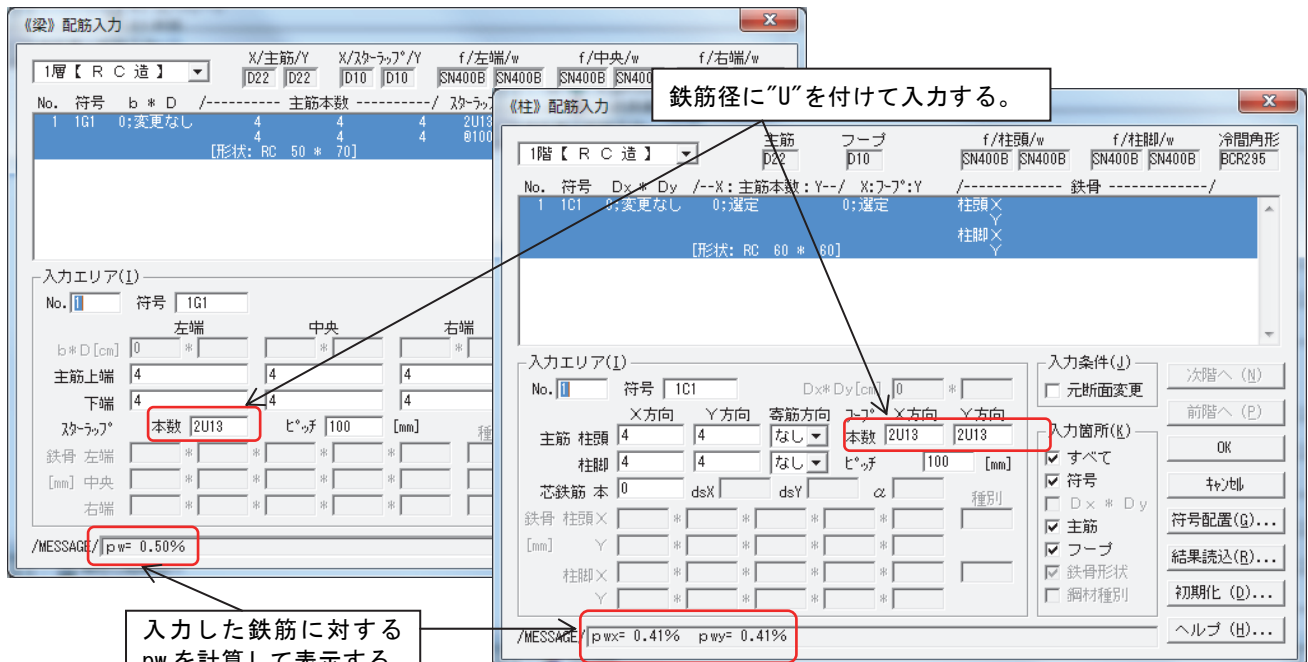 《梁》 配筋入力
X/主筋/Y X/スターラップ/Y f/左端/w f/中央/w f/右端/w
1層【 R C 造 】 D22 D22 D10 D10 SN400B SN400B SN400B SN400
No. 符号 b * D /---------- 主筋本数 ----------/ スターラップ
1 1G1 0;変更なし 4 4 4 2U13
4 4 4 @100
[形状: RC 50 * 70]
入力エリア(I)
No. 1 符号 1G1
左端 中央 右端
b*D[cm] 0 * * *
主筋上端 4 4 4
下端 4 4 4
スターラップ 本数 2U13 ピッチ 100 [mm] 種
鉄骨 左端 * * * *
[mm] 中央 * * * *
右端 * * * *
/MESSAGE/ pw= 0.50%
鉄筋径に"U"を付けて入力する。
《柱》 配筋入力
主筋 フープ f/柱頭/w f/柱脚/w 冷間角形
1階【 R C 造 】 D22 D10 SN400B SN400B SN400B SN400B BCR295
No. 符号 Dx * Dy /--X:主筋本数:Y--/ X:フープ:Y /------------- 鉄骨 -------------/
1 1C1 0;変更なし 0;選定 0;選定 柱頭X
Y
柱脚X
[形状: RC 60 * 60] Y
入力エリア(I)
No. 1 符号 1C1 Dx*Dy[cm] 0 *
X方向 Y方向 寄筋方向 フープ X方向 Y方向
主筋 柱頭 4 4 なし 本数 2U13 2U13
柱脚 4 4 なし ピッチ 100 [mm]
芯鉄筋 本 0 dsX dsY α 種別
鉄骨 柱頭X * * *
[mm] Y * * *
柱脚X * * *
Y * * *
/MESSAGE/ pwx= 0.41% pwy= 0.41%
入力条件(J)
元断面変更
入力箇所(K)
すべて
符号
Dx * Dy
主筋
フープ
鉄骨形状
鋼材種別
次階へ (N)
前階へ (P)
OK
キャンセル
符号配置(G)...
結果読込(R)...
初期化 (D)...
ヘルプ (H)...
入力した鉄筋に対する
pwを計算して表示する